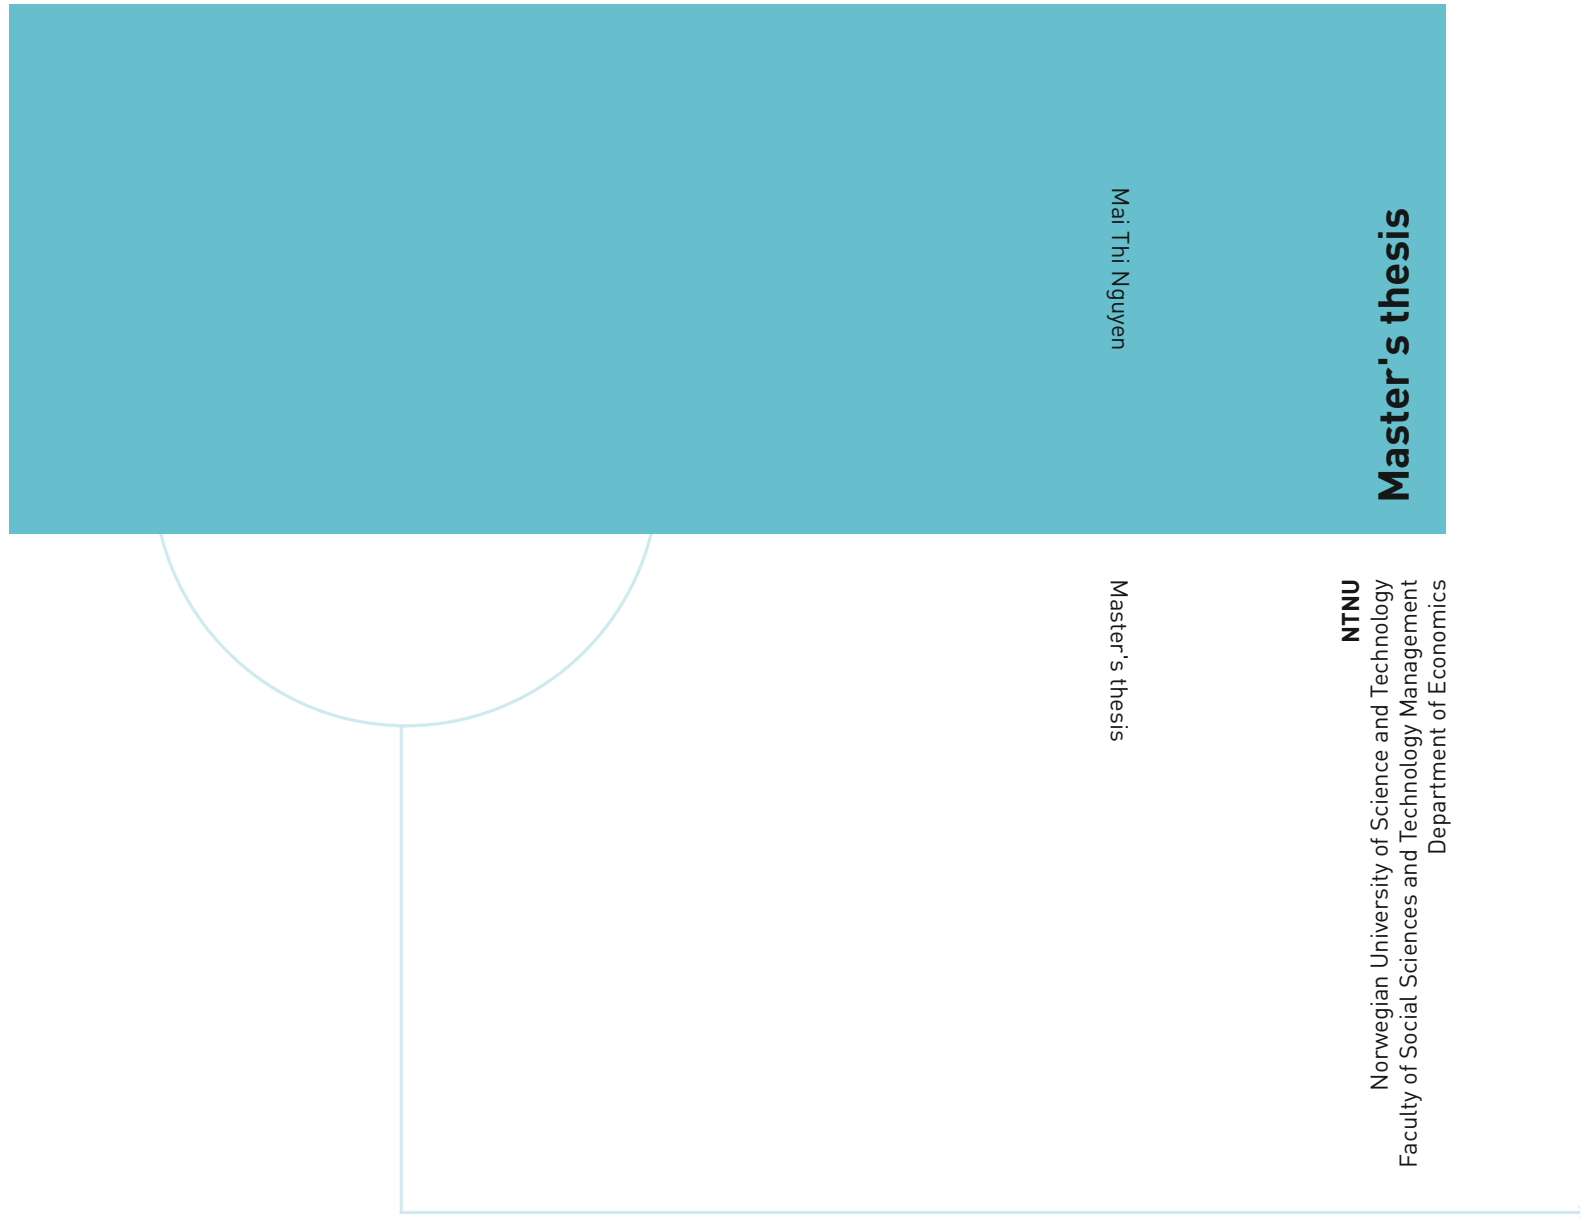 Mai Thi Nguyen
Master's thesis
Master's thesis
NTNU
Norwegian University of Science and Technology
Faculty of Social Sciences and Technology Management
Department of Economics